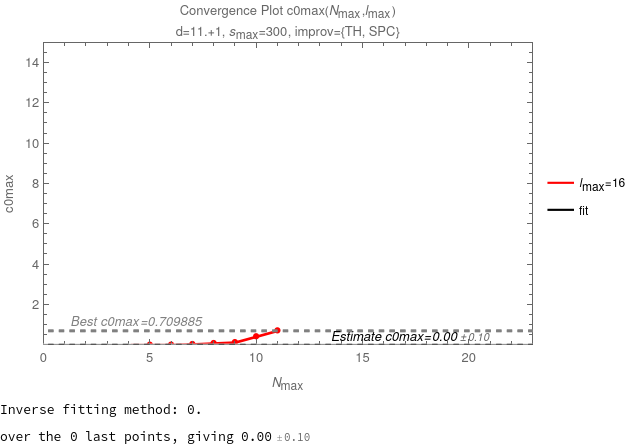 Convergence Plot c0max(Nmax,lmax)
d=11.+1, smax=300, improv={TH, SPC}
14
12
10
8
6
4
2
c0max
Best c0max=0.709885
Estimate c0max=0.00 ±0.10
0 5 10 15 20
Nmax
lmax=16
fit
Inverse fitting method: 0.
over the 0 last points, giving 0.00 ±0.10